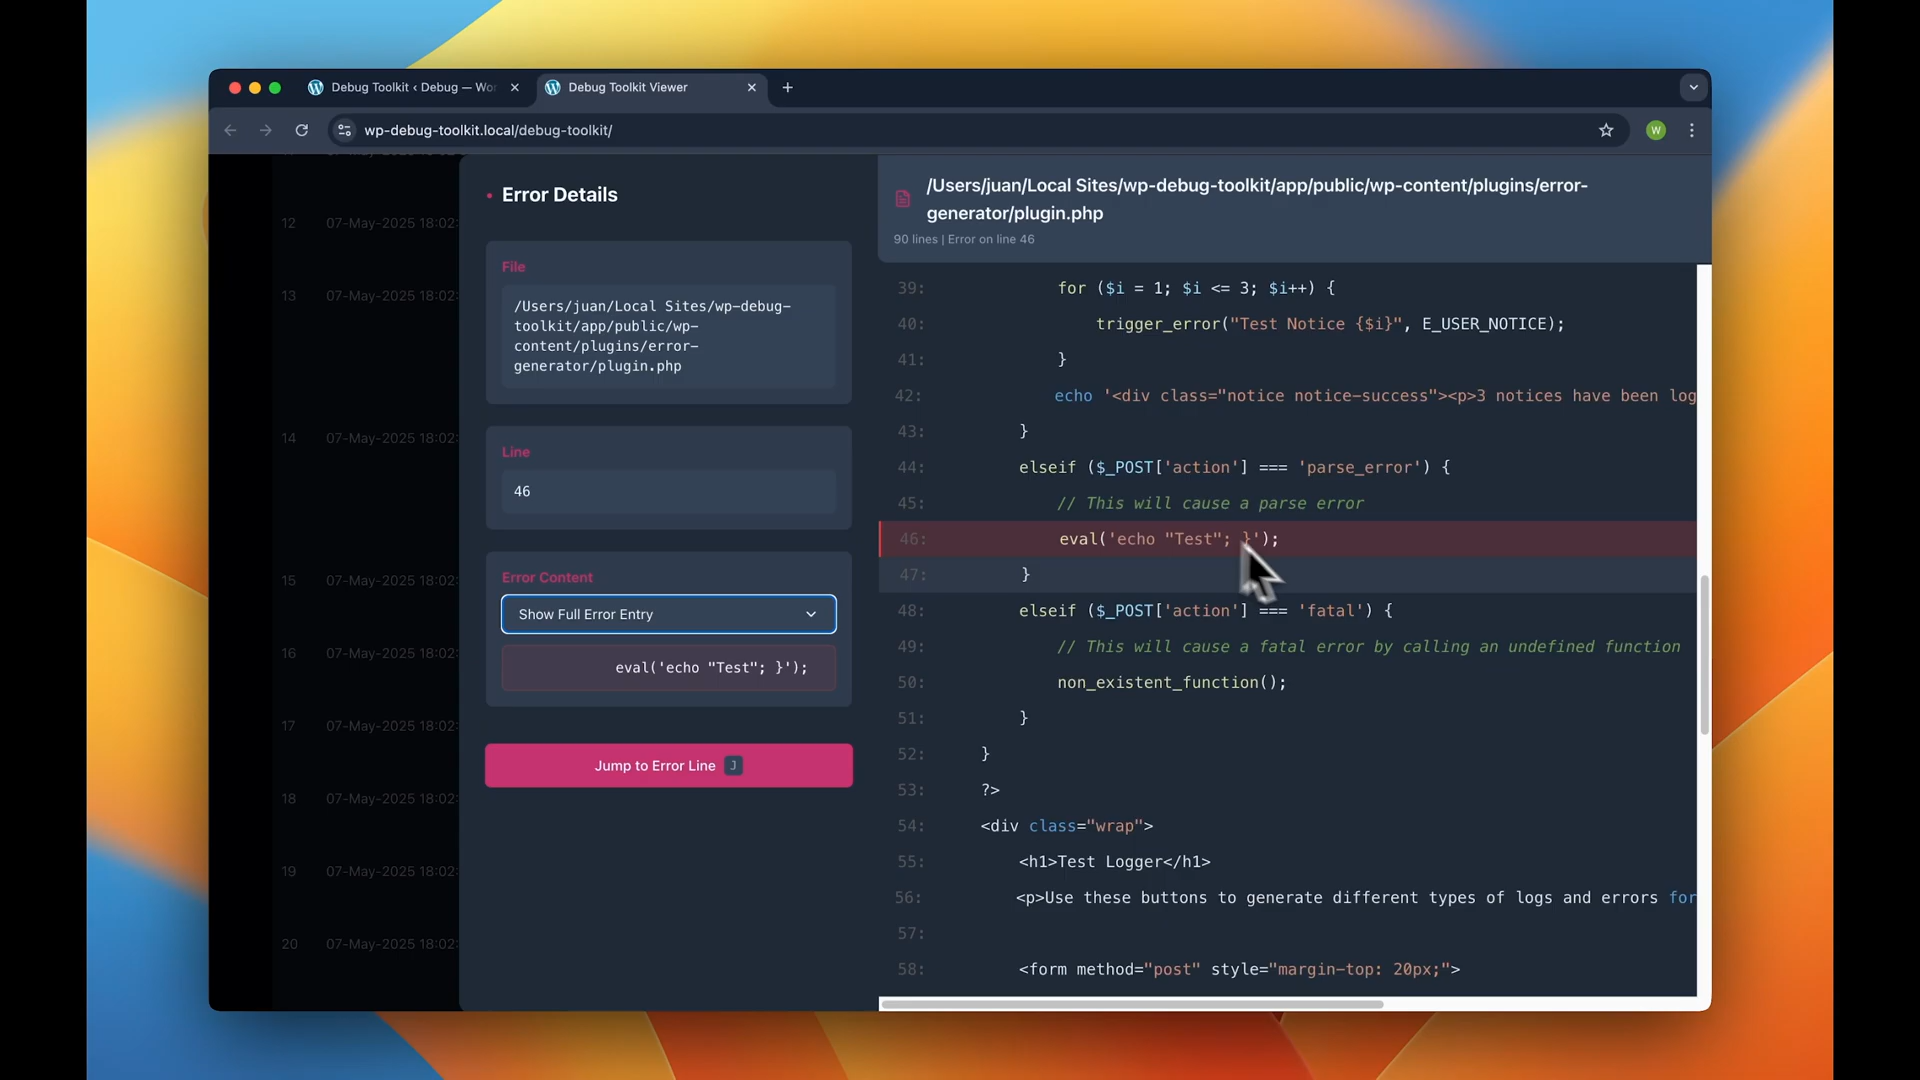 Debug Toolkit ‹ Debug — Wor
Debug Toolkit Viewer
wp-debug-toolkit.local/debug-toolkit/
W
12 07-May-2025 18:02:
13 07-May-2025 18:02:
14 07-May-2025 18:02:
15 07-May-2025 18:02:
16 07-May-2025 18:02:
17 07-May-2025 18:02:
18 07-May-2025 18:02:
19 07-May-2025 18:02:
20 07-May-2025 18:02:
Error Details
File
/Users/juan/Local Sites/wp-debug-
toolkit/app/public/wp-
content/plugins/error-
generator/plugin.php
Line
46
Error Content
Show Full Error Entry
eval('echo "Test"; }');
Jump to Error Line J
/Users/juan/Local Sites/wp-debug-toolkit/app/public/wp-content/plugins/error-
generator/plugin.php
90 lines | Error on line 46
39: for ($i = 1; $i <= 3; $i++) {
40: trigger_error("Test Notice {$i}", E_USER_NOTICE);
41: }
42: echo '<div class="notice notice-success"><p>3 notices have been log
43: }
44: elseif ($_POST['action'] === 'parse_error') {
45: // This will cause a parse error
46: eval('echo "Test"; }');
47: }
48: elseif ($_POST['action'] === 'fatal') {
49: // This will cause a fatal error by calling an undefined function
50: non_existent_function();
51: }
52: }
53: ?>
54: <div class="wrap">
55: <h1>Test Logger</h1>
56: <p>Use these buttons to generate different types of logs and errors for
57:
58: <form method="post" style="margin-top: 20px;">